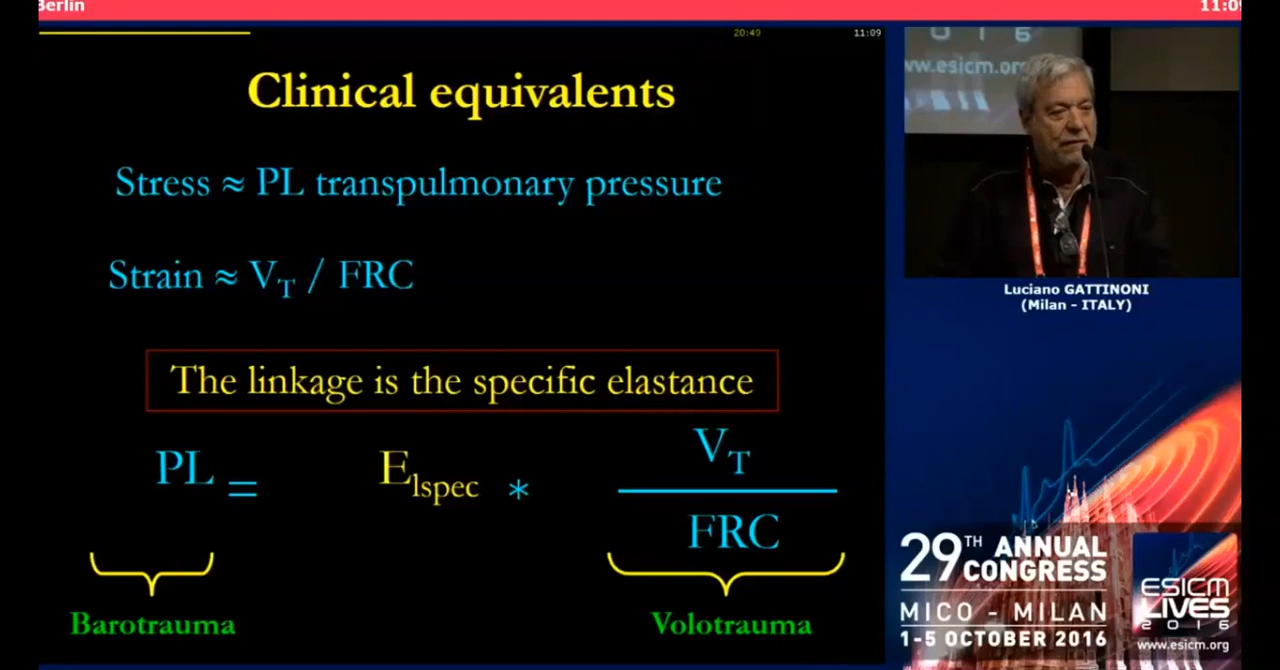 Berlin
11:09
20:49
11:09
Clinical equivalents
Stress ≈ PL transpulmonary pressure
Strain ≈ VT / FRC
The linkage is the specific elastance
PL = Elspec * VT
FRC
Barotrauma
Volotrauma
2016
www.esicm.org
Luciano GATTINONI
(Milan - ITALY)
29TH ANNUAL
CONGRESS
MICO - MILAN
1-5 OCTOBER 2016
ESICM
LIVES
2016
www.esicm.org